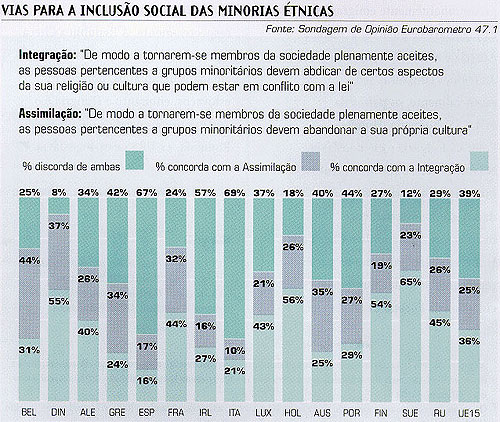 VIAS PARA A INCLUSÃO SOCIAL DAS MINORIAS ÉTNICAS
Fonte: Sondagem de Opinião Eurobarometro 47.1
Integração: "De modo a tornarem-se membros da sociedade plenamente aceites,
as pessoas pertencentes a grupos minoritários devem abdicar de certos aspectos
da sua religião ou cultura que podem estar em conflito com a lei"
Assimilação: "De modo a tornarem-se membros da sociedade plenamente aceites,
as pessoas pertencentes a grupos minoritários devem abandonar a sua própria cultura"
% discorda de ambas % concorda com a Assimilação % concorda com a Integração
25% 8% 34% 42% 67% 24% 57% 69% 37% 18% 40% 44% 27% 12% 29% 39%
44% 37% 26% 34% 17% 32% 16% 10% 21% 26% 35% 27% 19% 23% 26% 25%
31% 55% 40% 24% 16% 44% 27% 21% 43% 56% 25% 29% 54% 65% 45% 36%
BEL DIN ALE GRE ESP FRA IRL ITA LUX HOL AUS POR FIN SUE RU UE15